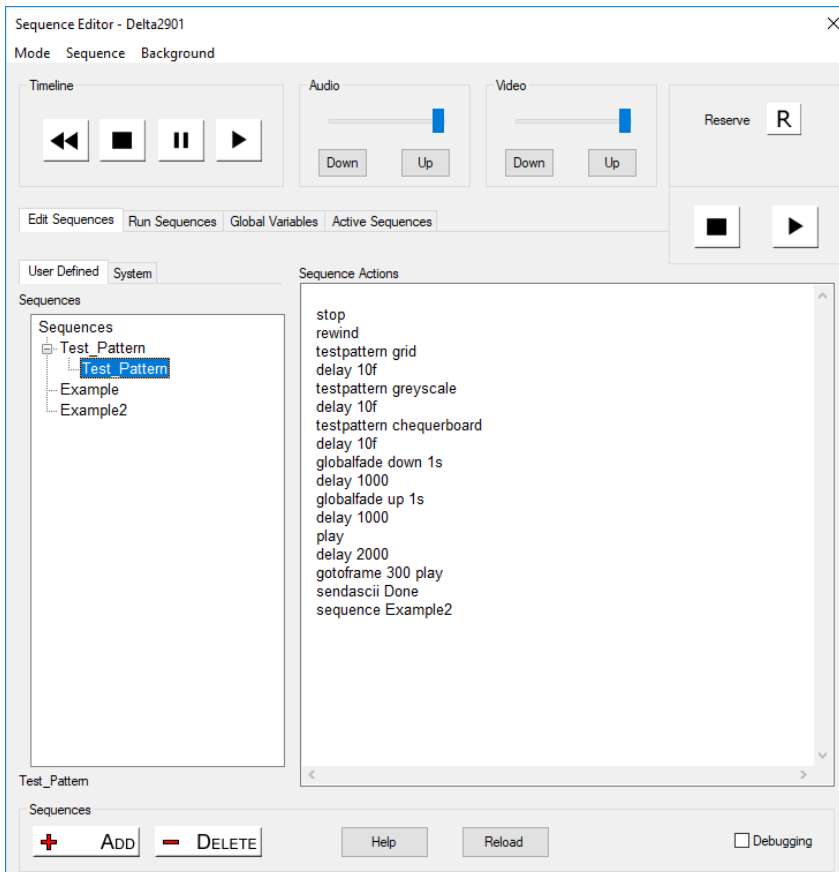 Sequence Editor - Delta2901
Mode Sequence Background
Timeline
Audio
Video
Down Up
Down Up
Reserve R
Edit Sequences Run Sequences Global Variables Active Sequences
User Defined System
Sequences
Sequences
Test_Pattern
Test_Pattern
Example
Example2
Test_Pattern
Sequence Actions
stop
rewind
testpattern grid
delay 10f
testpattern greyscale
delay 10f
testpattern chequerboard
delay 10f
globalfade down 1s
delay 1000
globalfade up 1s
delay 1000
play
delay 2000
gotoframe 300 play
sendascii Done
sequence Example2
Sequences
ADD DELETE Help Reload Debugging